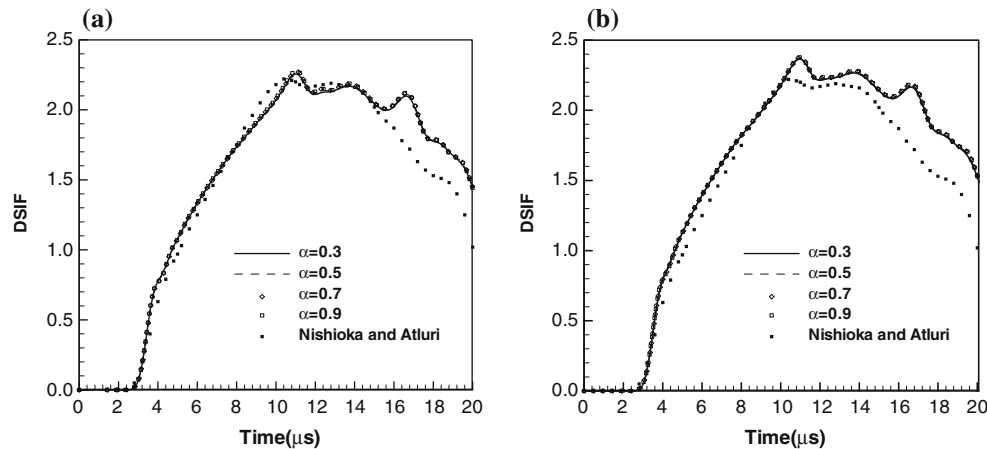 (a)
2.5
2.0
1.5
1.0
0.5
0.0
DSIF
α=0.3
α=0.5
α=0.7
α=0.9
Nishioka and Atluri
0 2 4 6 8 10 12 14 16 18 20
Time(μs)
(b)
2.5
2.0
1.5
1.0
0.5
0.0
DSIF
α=0.3
α=0.5
α=0.7
α=0.9
Nishioka and Atluri
0 2 4 6 8 10 12 14 16 18 20
Time(μs)